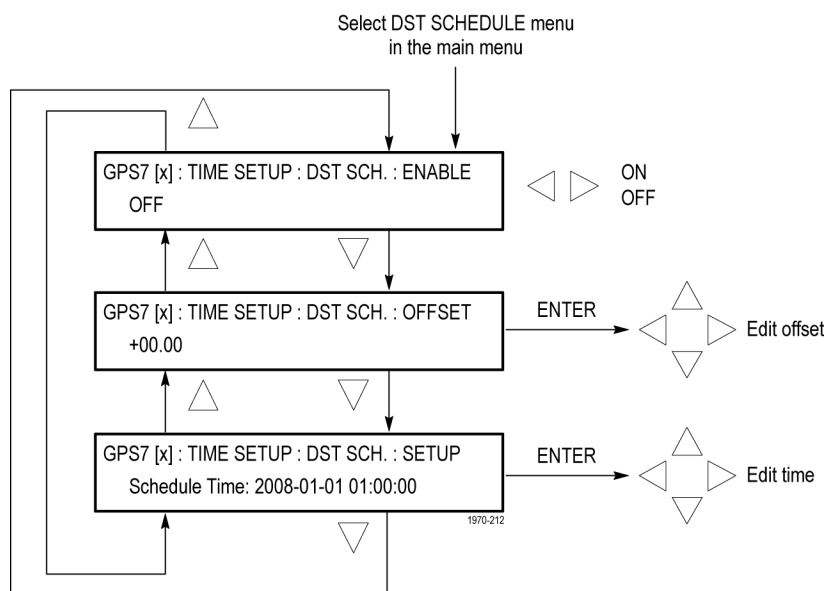 Select DST SCHEDULE menu
in the main menu
GPS7 [x] : TIME SETUP : DST SCH. : ENABLE
OFF
ON
OFF
GPS7 [x] : TIME SETUP : DST SCH. : OFFSET
+00.00
ENTER
Edit offset
GPS7 [x] : TIME SETUP : DST SCH. : SETUP
Schedule Time: 2008-01-01 01:00:00
ENTER
Edit time
1970-212